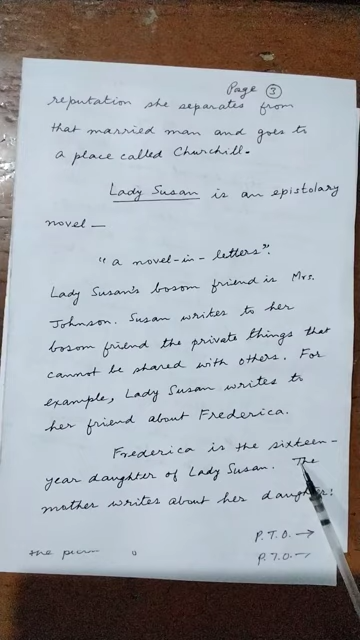 Page 3
reputation she separates from
that married man and goes to
a place called Churchill.
Lady Susan is an epistolary
novel —
"a novel-in-letters".
Lady Susan's bosom friend is Mrs.
Johnson. Susan writes to her
bosom friend the private things that
cannot be shared with others. For
example, Lady Susan writes to
her friend about Frederica.
Frederica is the sixteen-
year daughter of Lady Susan. The
mother writes about her daughter:
P.T.O. →
P.T.O. →
the